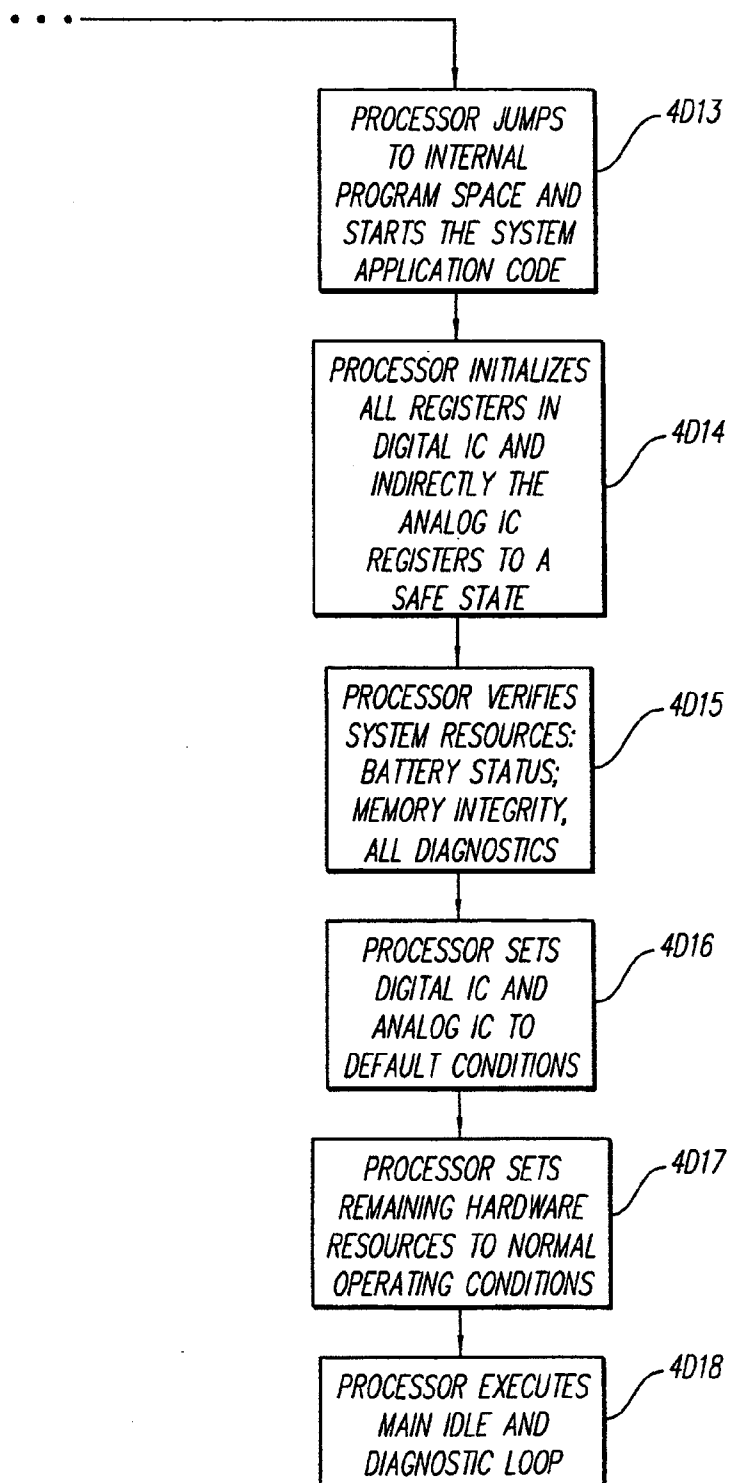 PROCESSOR JUMPS
TO INTERNAL
PROGRAM SPACE AND
STARTS THE SYSTEM
APPLICATION CODE
4D13
PROCESSOR INITIALIZES
ALL REGISTERS IN
DIGITAL IC AND
INDIRECTLY THE
ANALOG IC
REGISTERS TO A
SAFE STATE
4D14
PROCESSOR VERIFIES
SYSTEM RESOURCES:
BATTERY STATUS;
MEMORY INTEGRITY,
ALL DIAGNOSTICS
4D15
PROCESSOR SETS
DIGITAL IC AND
ANALOG IC TO
DEFAULT CONDITIONS
4D16
PROCESSOR SETS
REMAINING HARDWARE
RESOURCES TO NORMAL
OPERATING CONDITIONS
4D17
PROCESSOR EXECUTES
MAIN IDLE AND
DIAGNOSTIC LOOP
4D18